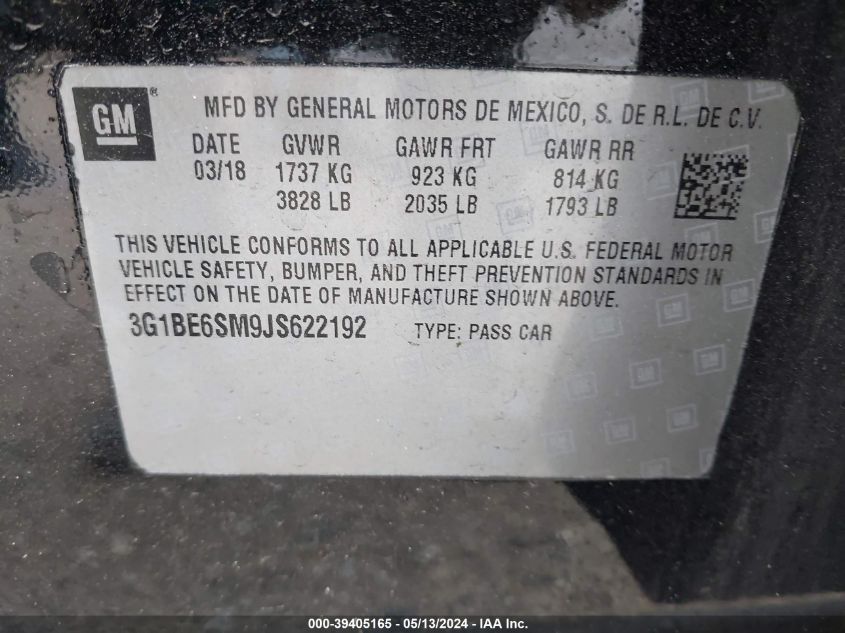 GM®
MFD BY GENERAL MOTORS DE MEXICO, S. DE R.L. DE C.V.
DATE GVWR GAWR FRT GAWR RR
03/18 1737 KG 923 KG 814 KG
3828 LB 2035 LB 1793 LB
THIS VEHICLE CONFORMS TO ALL APPLICABLE U.S. FEDERAL MOTOR
VEHICLE SAFETY, BUMPER, AND THEFT PREVENTION STANDARDS IN
EFFECT ON THE DATE OF MANUFACTURE SHOWN ABOVE.
3G1BE6SM9JS622192 TYPE: PASS CAR
000-39405165 - 05/13/2024 - IAA Inc.